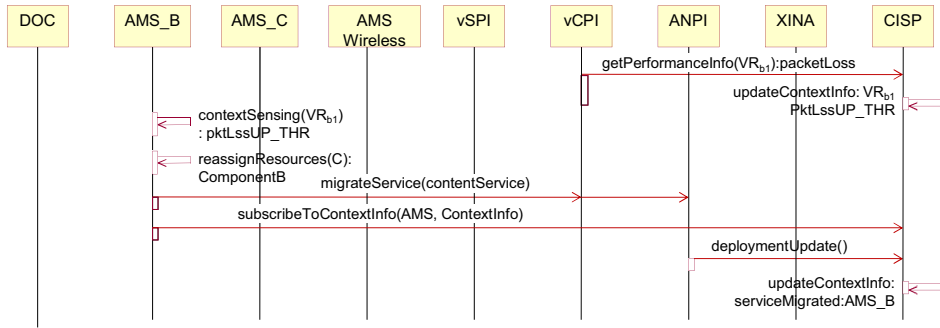 DOC
AMS_B
AMS_C
AMS
Wireless
vSPI
vCPI
ANPI
XINA
CISP
getPerformanceInfo(VRb1):packetLoss
updateContextInfo: VRb1
PktLssUP_THR
contextSensing(VRb1)
: pktLssUP_THR
reassignResources(C):
ComponentB
migrateService(contentService)
subscribeToContextInfo(AMS, ContextInfo)
deploymentUpdate()
updateContextInfo:
serviceMigrated:AMS_B